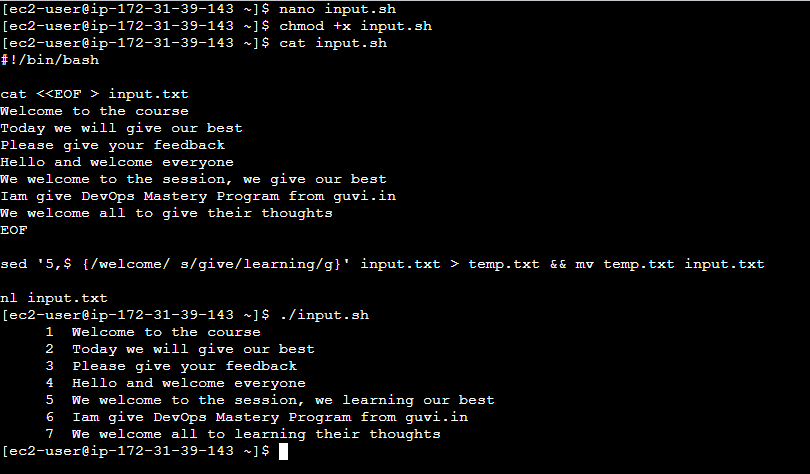 [ec2-user@ip-172-31-39-143 ~]$ nano input.sh
[ec2-user@ip-172-31-39-143 ~]$ chmod +x input.sh
[ec2-user@ip-172-31-39-143 ~]$ cat input.sh
#!/bin/bash
cat <<EOF > input.txt
Welcome to the course
Today we will give our best
Please give your feedback
Hello and welcome everyone
We welcome to the session, we give our best
Iam give DevOps Mastery Program from guvi.in
We welcome all to give their thoughts
EOF
sed '5,$ {/welcome/ s/give/learning/g}' input.txt > temp.txt && mv temp.txt input.txt
nl input.txt
[ec2-user@ip-172-31-39-143 ~]$ ./input.sh
1 Welcome to the course
2 Today we will give our best
3 Please give your feedback
4 Hello and welcome everyone
5 We welcome to the session, we learning our best
6 Iam give DevOps Mastery Program from guvi.in
7 We welcome all to learning their thoughts
[ec2-user@ip-172-31-39-143 ~]$